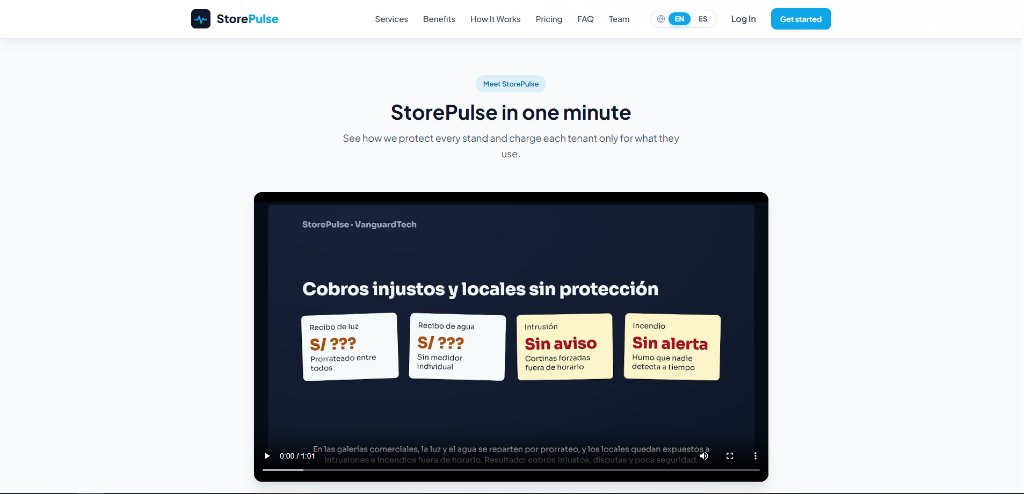 StorePulse
Services
Benefits
How It Works
Pricing
FAQ
Team
EN
ES
Log In
Get started
Meet StorePulse
StorePulse in one minute
See how we protect every stand and charge each tenant only for what they
use.
StorePulse · VanguardTech
Cobros injustos y locales sin protección
Recibo de luz
S/ ???
Prorrateado entre
todos
Recibo de agua
S/ ???
Sin medidor
individual
Intrusión
Sin aviso
Cortinas forzadas
fuera de horario
Incendio
Sin alerta
Humo que nadie
detecta a tiempo
En las galerías comerciales, la luz y el agua se reparten por prorrateo, y los locales quedan expuestos a
intrusiones e incendios fuera de horario. Resultado: cobros injustos, disputas y poca seguridad.
0:00 / 1:01